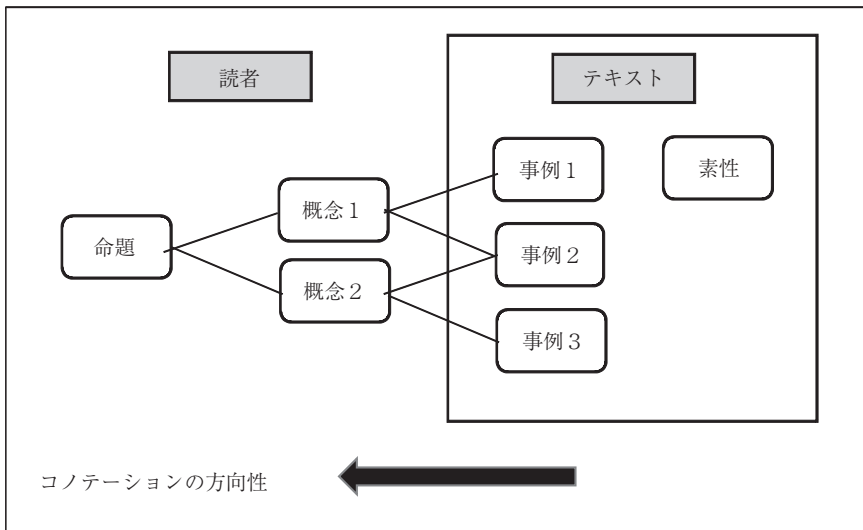 読者
テキスト
命題
概念１
概念２
事例１
事例２
事例３
素性
コノテーションの方向性